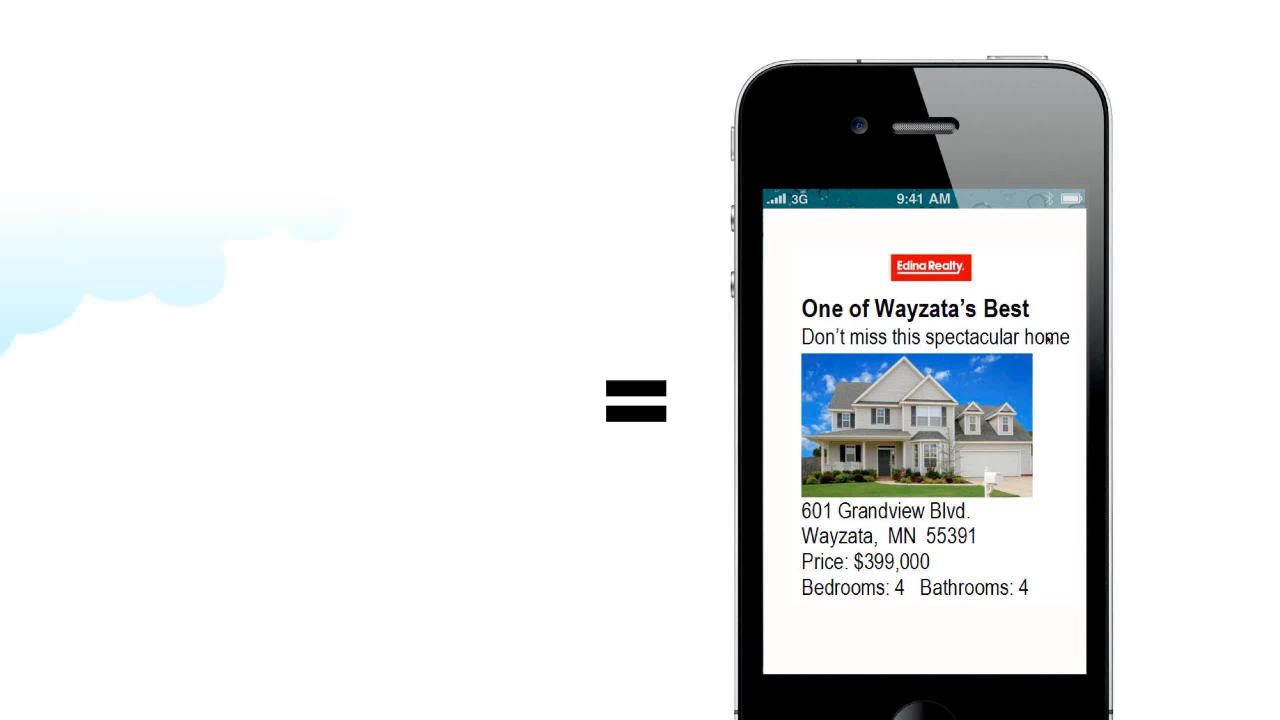 =
3G 9:41 AM
Edina Realty.
One of Wayzata's Best
Don't miss this spectacular home
601 Grandview Blvd.
Wayzata, MN 55391
Price: $399,000
Bedrooms: 4 Bathrooms: 4